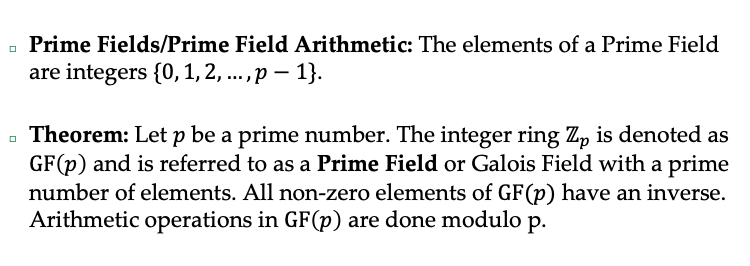 Prime Fields/Prime Field Arithmetic: The elements of a Prime Field
are integers {0, 1, 2, … , p − 1}.
Theorem: Let p be a prime number. The integer ring ℤₚ is denoted as
GF(p) and is referred to as a Prime Field or Galois Field with a prime
number of elements. All non-zero elements of GF(p) have an inverse.
Arithmetic operations in GF(p) are done modulo p.